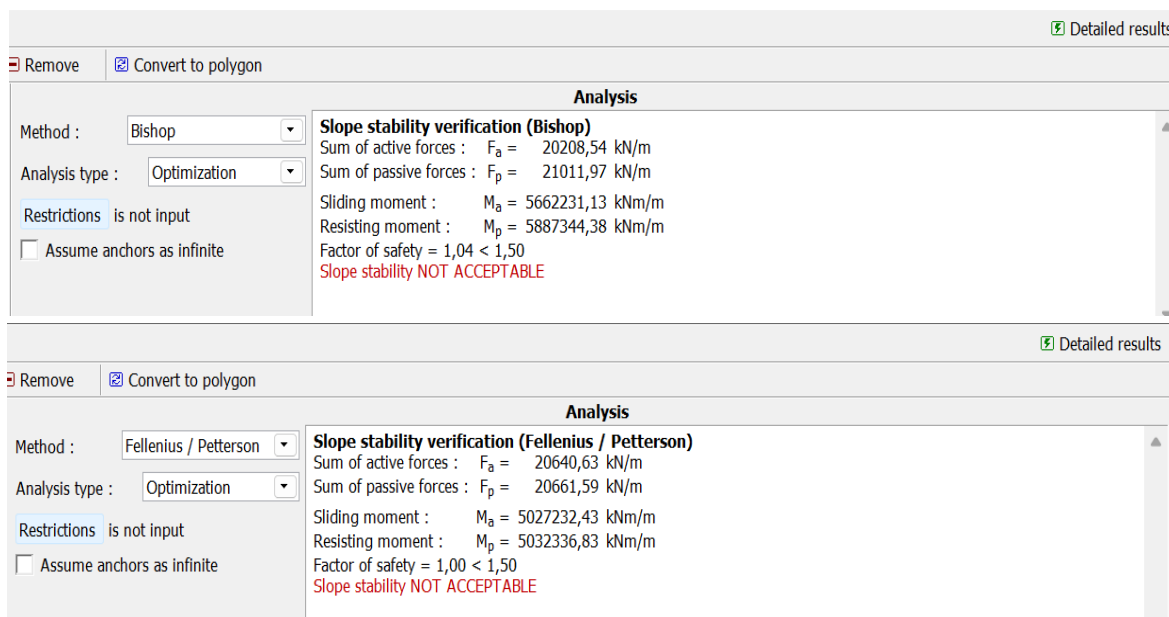 Detailed results
Remove Convert to polygon
Analysis
Method : Bishop
Analysis type : Optimization
Restrictions is not input
Assume anchors as infinite
Slope stability verification (Bishop)
Sum of active forces : Fa = 20208,54 kN/m
Sum of passive forces : Fp = 21011,97 kN/m
Sliding moment : Ma = 5662231,13 kNm/m
Resisting moment : Mp = 5887344,38 kNm/m
Factor of safety = 1,04 < 1,50
Slope stability NOT ACCEPTABLE
Detailed results
Remove Convert to polygon
Analysis
Method : Fellenius / Petterson
Analysis type : Optimization
Restrictions is not input
Assume anchors as infinite
Slope stability verification (Fellenius / Petterson)
Sum of active forces : Fa = 20640,63 kN/m
Sum of passive forces : Fp = 20661,59 kN/m
Sliding moment : Ma = 5027232,43 kNm/m
Resisting moment : Mp = 5032336,83 kNm/m
Factor of safety = 1,00 < 1,50
Slope stability NOT ACCEPTABLE